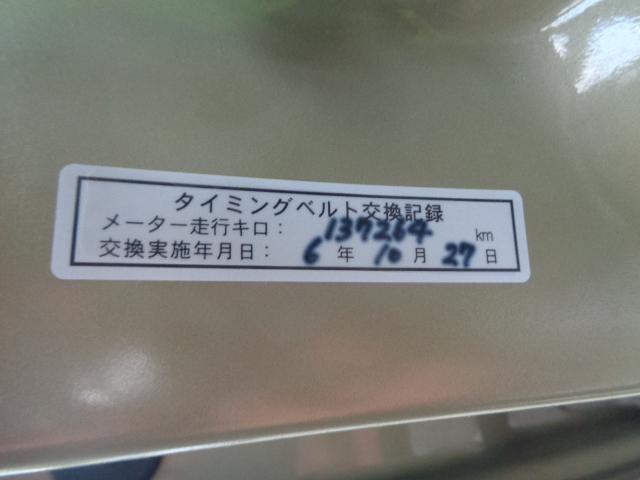 タイミングベルト交換記録
メーター走行キロ： 137264 km
交換実施年月日： 6 年 10 月 27 日